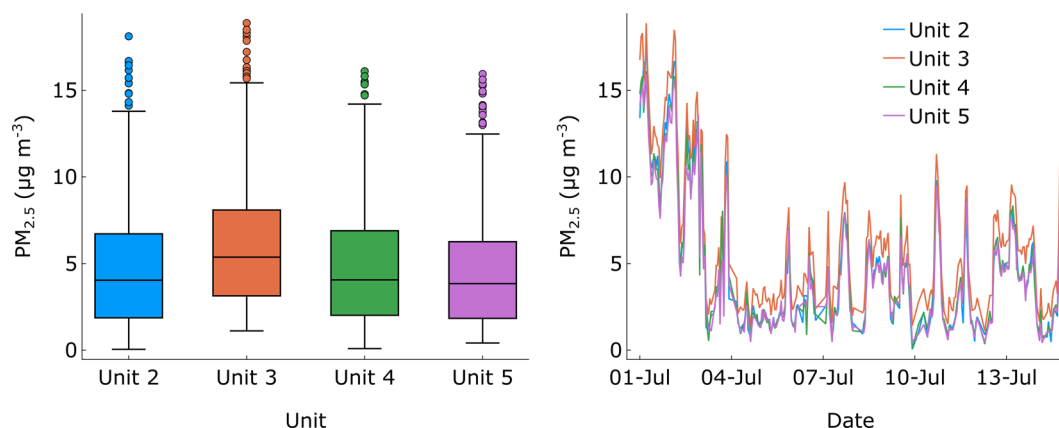 PM2.5 (μg m-3)
15
10
5
0
Unit 2
Unit 3
Unit 4
Unit 5
Unit
PM2.5 (μg m-3)
15
10
5
0
01-Jul
04-Jul
07-Jul
10-Jul
13-Jul
Date
Unit 2
Unit 3
Unit 4
Unit 5